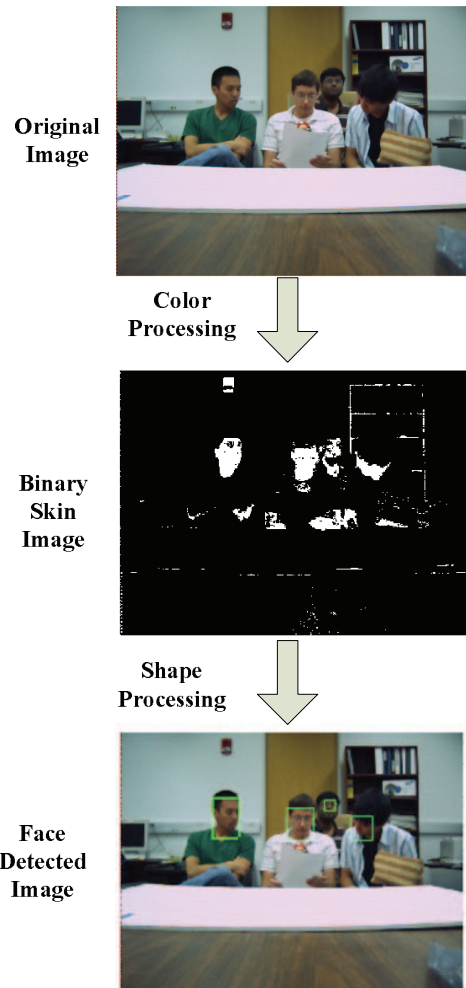 Original
Image
Color
Processing
Binary
Skin
Image
Shape
Processing
Face
Detected
Image